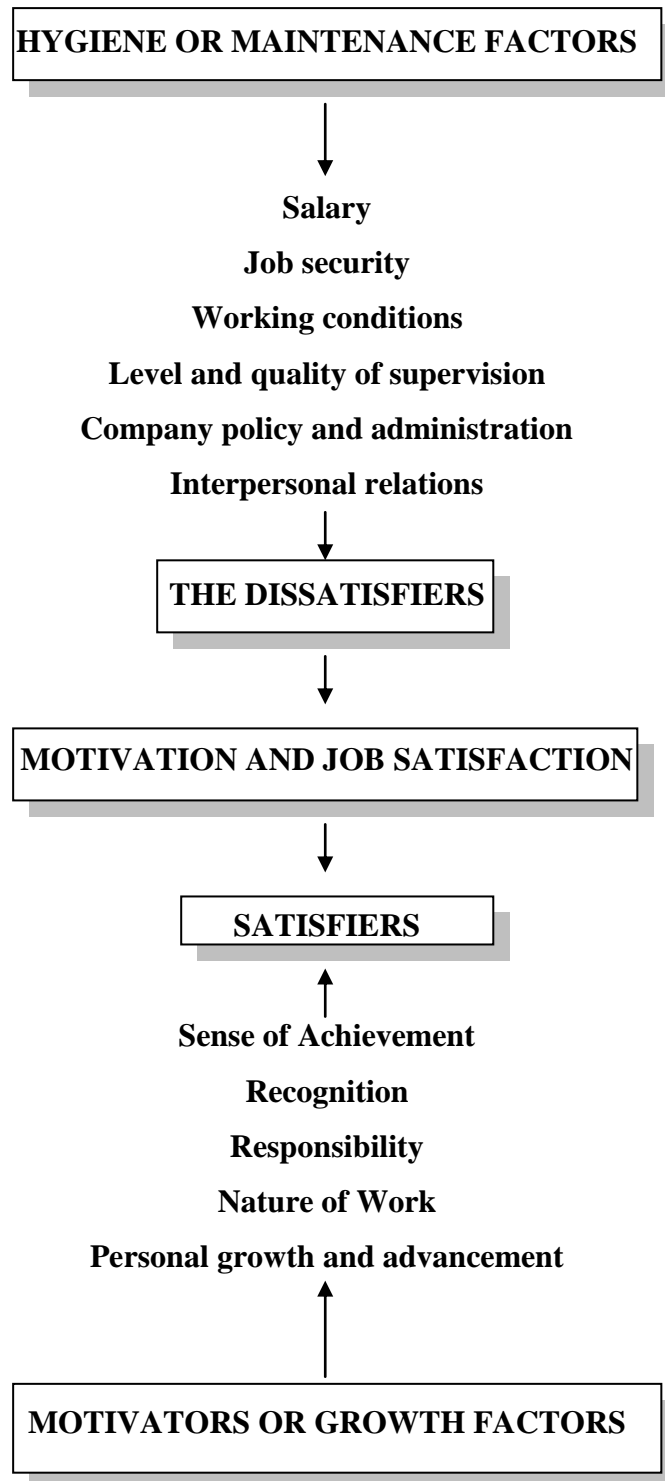 HYGIENE OR MAINTENANCE FACTORS
Salary
Job security
Working conditions
Level and quality of supervision
Company policy and administration
Interpersonal relations
THE DISSATISFIERS
MOTIVATION AND JOB SATISFACTION
SATISFIERS
Sense of Achievement
Recognition
Responsibility
Nature of Work
Personal growth and advancement
MOTIVATORS OR GROWTH FACTORS